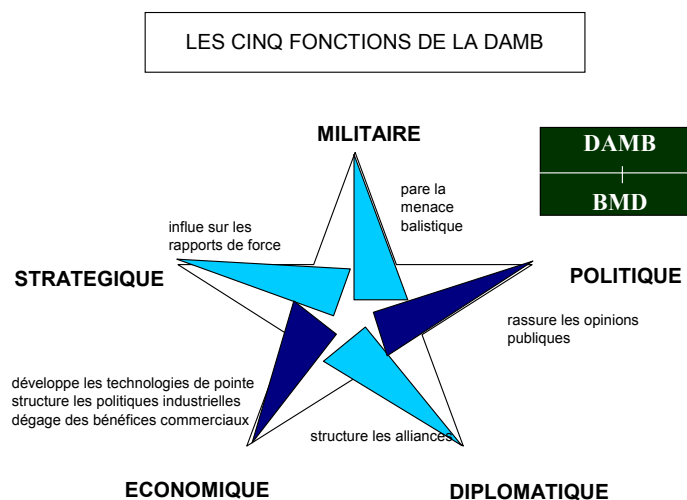 LES CINQ FONCTIONS DE LA DAMB
MILITAIRE
DAMB
BMD
pare la
menace
balistique
influe sur les
rapports de force
STRATEGIQUE
POLITIQUE
rassure les opinions
publiques
développe les technologies de pointe
structure les politiques industrielles
dégage des bénéfices commerciaux
structure les alliances
ECONOMIQUE
DIPLOMATIQUE